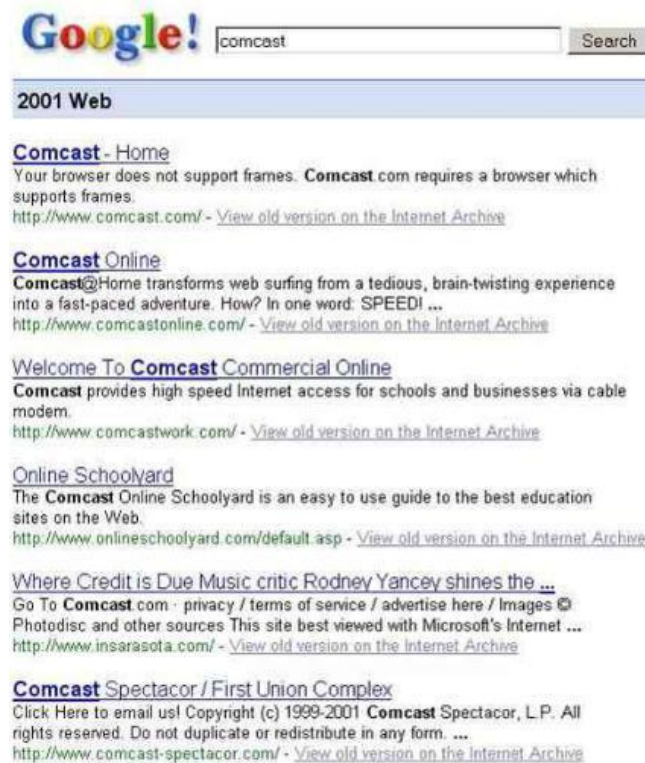 Google!
comcast
Search
2001 Web
Comcast - Home
Your browser does not support frames. Comcast.com requires a browser which
supports frames.
http://www.comcast.com/ - View old version on the Internet Archive
Comcast Online
Comcast@Home transforms web surfing from a tedious, brain-twisting experience
into a fast-paced adventure. How? In one word: SPEED! ...
http://www.comcastonline.com/ - View old version on the Internet Archive
Welcome To Comcast Commercial Online
Comcast provides high speed Internet access for schools and businesses via cable
modem.
http://www.comcastwork.com/ - View old version on the Internet Archive
Online Schoolyard
The Comcast Online Schoolyard is an easy to use guide to the best education
sites on the Web.
http://www.onlineschoolyard.com/default.asp - View old version on the Internet Archive
Where Credit is Due Music critic Rodney Yancey shines the ...
Go To Comcast.com · privacy / terms of service / advertise here / Images ©
Photodisc and other sources This site best viewed with Microsoft's Internet ...
http://www.insarasota.com/ - View old version on the Internet Archive
Comcast Spectacor / First Union Complex
Click Here to email us! Copyright (c) 1999-2001 Comcast Spectacor, L.P. All
rights reserved. Do not duplicate or redistribute in any form. ...
http://www.comcast-spectacor.com/ - View old version on the Internet Archive